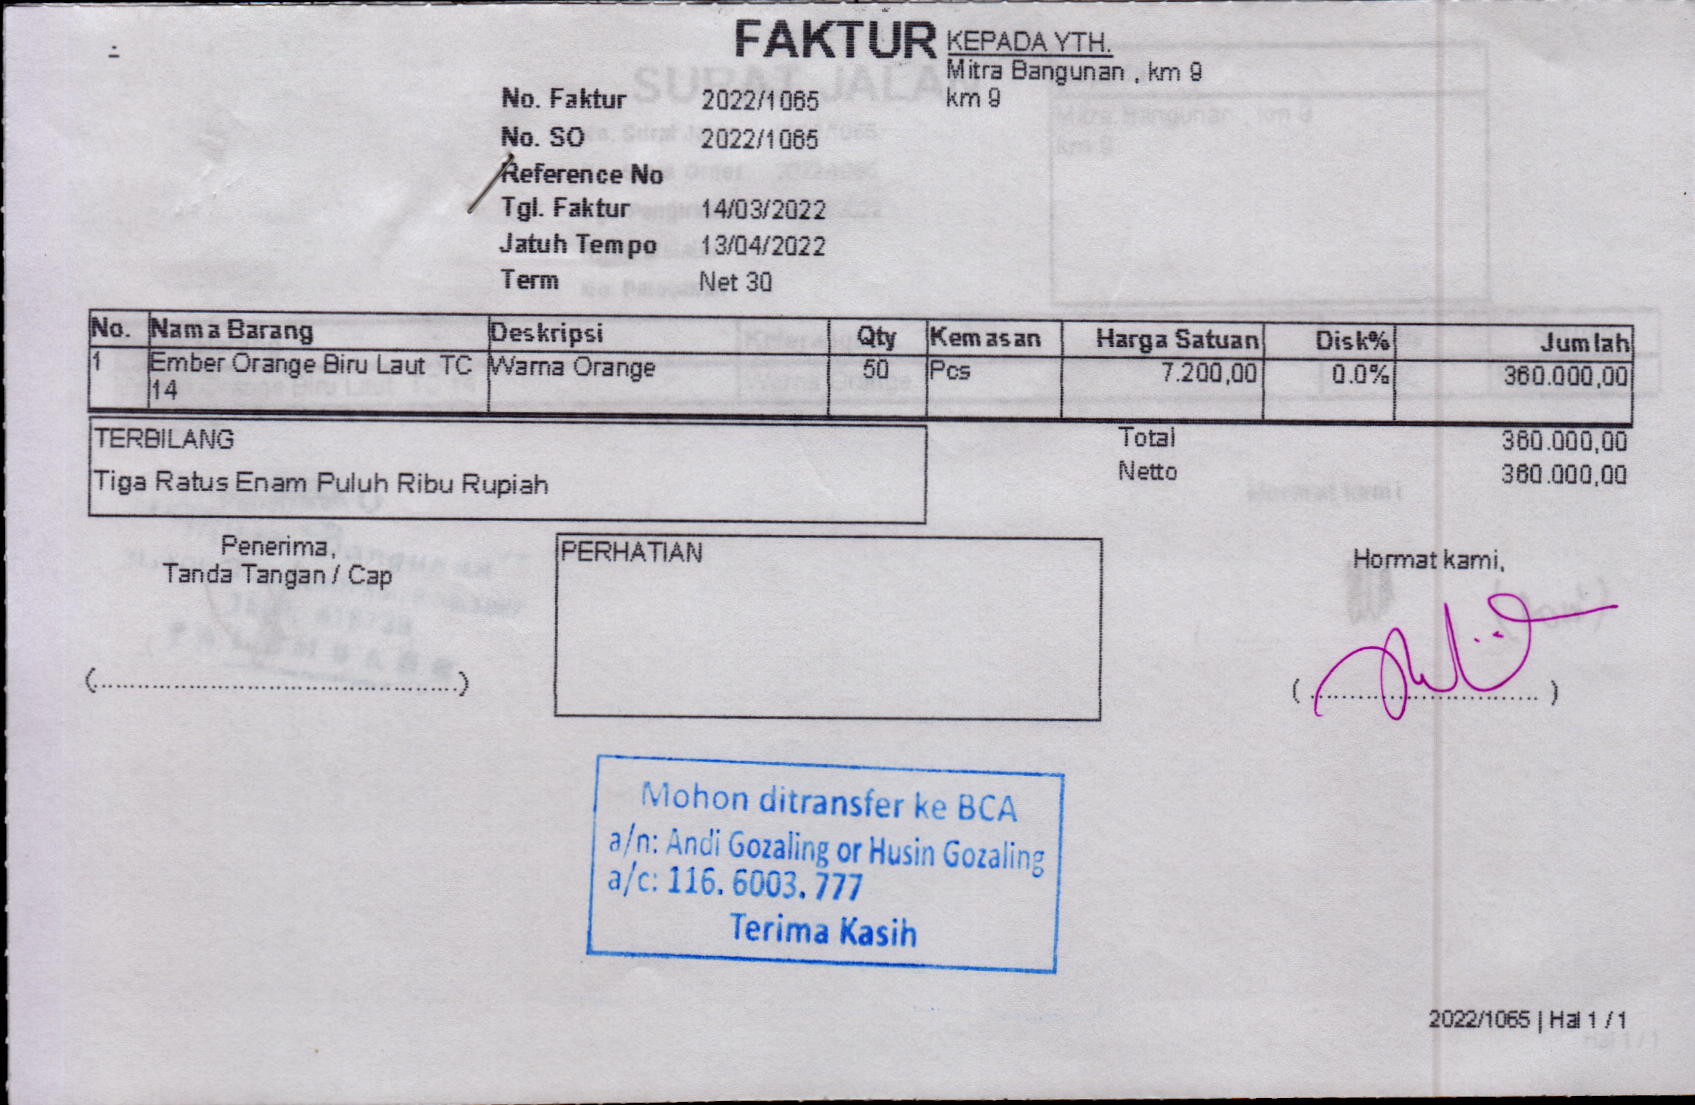 FAKTUR
KEPADA YTH.
Mitra Bangunan , km 9
km 9
No. Faktur 2022/1065
No. SO 2022/1065
Reference No
Tgl. Faktur 14/03/2022
Jatuh Tempo 13/04/2022
Term Net 30
No. Nama Barang Deskripsi Qty Kemasan Harga Satuan Disk% Jumlah
1 Ember Orange Biru Laut TC Warna Orange 50 Pcs 7.200,00 0.0% 360.000,00
14
TERBILANG
Tiga Ratus Enam Puluh Ribu Rupiah
Total 360.000,00
Netto 360.000,00
Penerima,
Tanda Tangan / Cap
(..............................................)
PERHATIAN
Hormat kami,
(..............................)
Mohon ditransfer ke BCA
a/n: Andi Gozaling or Husin Gozaling
a/c: 116. 6003. 777
Terima Kasih
2022/1065 | Hal 1 / 1